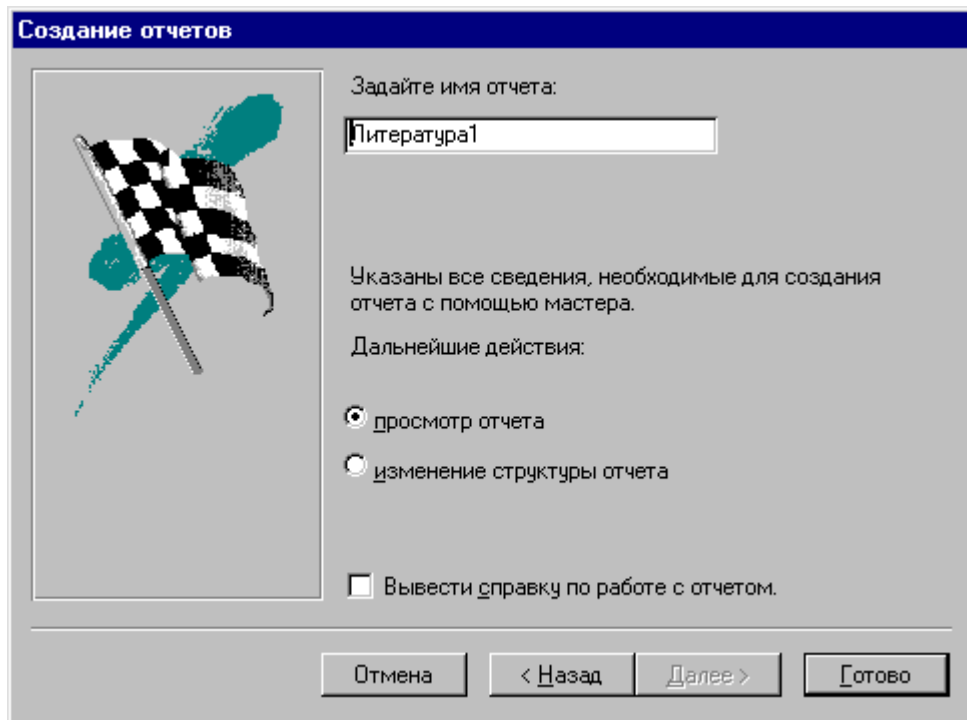 Создание отчетов
Задайте имя отчета:
Литература1
Указаны все сведения, необходимые для создания
отчета с помощью мастера.
Дальнейшие действия:
просмотр отчета
изменение структуры отчета
Вывести справку по работе с отчетом.
Отмена
< Назад
Далее >
Готово